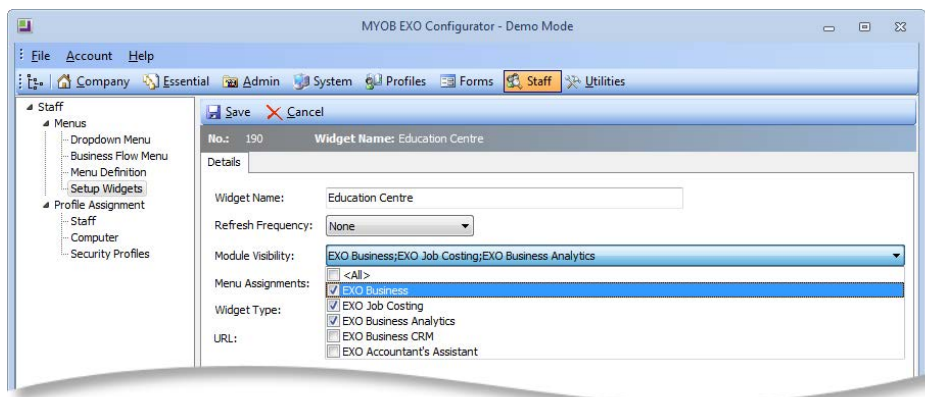 MYOB EXO Configurator - Demo Mode
File Account Help
Company Essential Admin System Profiles Forms Staff Utilities
Staff
Menus
Dropdown Menu
Business Flow Menu
Menu Definition
Setup Widgets
Profile Assignment
Staff
Computer
Security Profiles
Save Cancel
No.: 190 Widget Name: Education Centre
Details
Widget Name: Education Centre
Refresh Frequency: None
Module Visibility: EXO Business;EXO Job Costing;EXO Business Analytics
Menu Assignments:
Widget Type:
URL:
<All>
EXO Business
EXO Job Costing
EXO Business Analytics
EXO Business CRM
EXO Accountant's Assistant